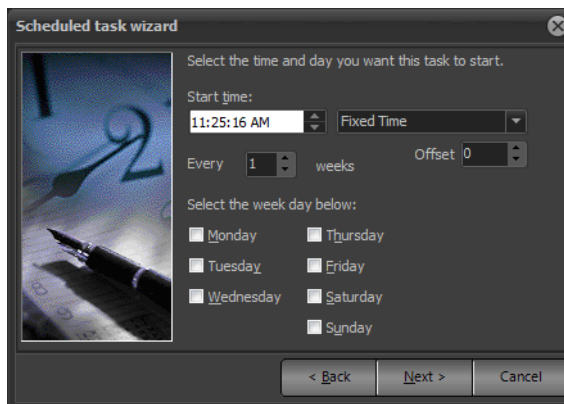 Scheduled task wizard
Select the time and day you want this task to start.
Start time:
11:25:16 AM Fixed Time
Every 1 weeks Offset 0
Select the week day below:
Monday Thursday
Tuesday Friday
Wednesday Saturday
Sunday
< Back Next > Cancel